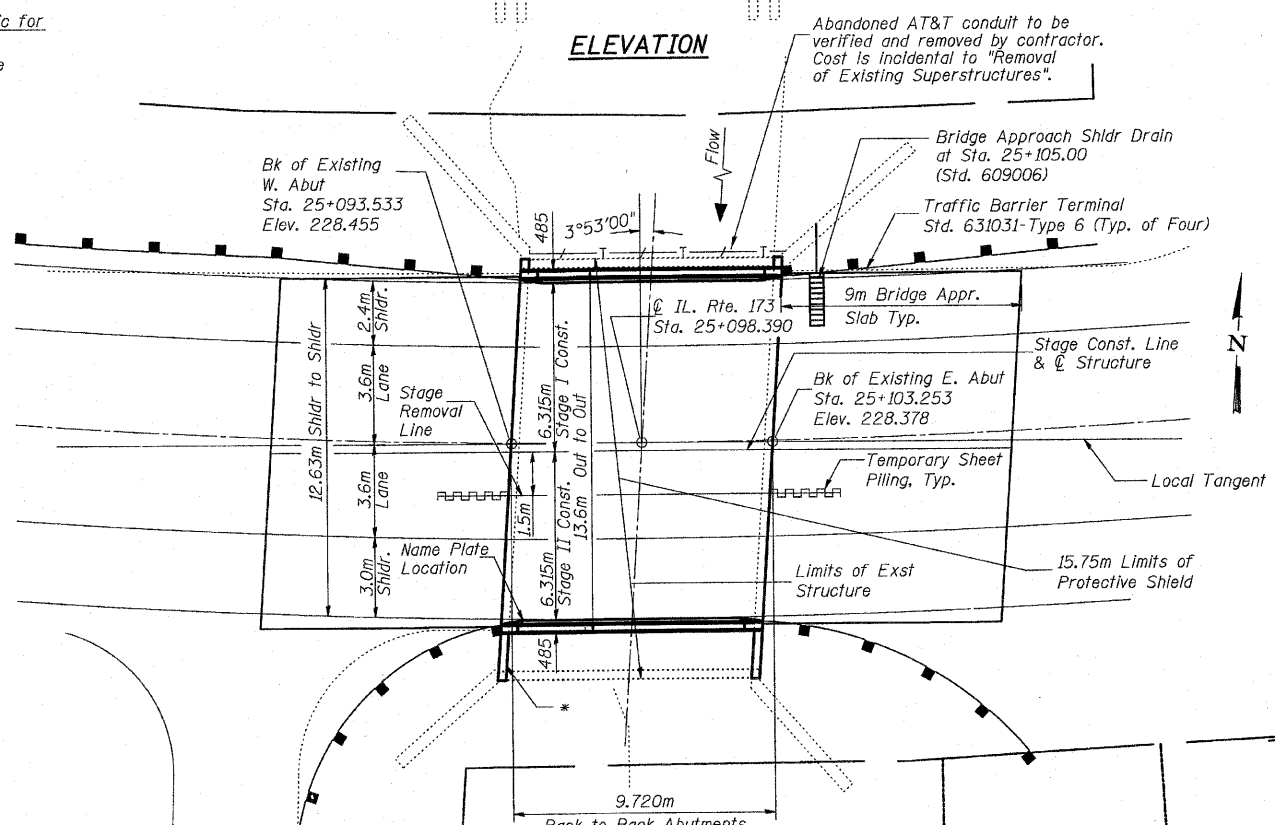 ic for
e
ELEVATION
Abandoned AT&T conduit to be
verified and removed by contractor.
Cost is incidental to "Removal
of Existing Superstructures".
Flow
Bridge Approach Shldr Drain
at Sta. 25+105.00
(Std. 609006)
Bk of Existing
W. Abut
Sta. 25+093.533
Elev. 228.455
Traffic Barrier Terminal
Std. 631031-Type 6 (Typ. of Four)
485
3°53'00"
T T T
℄ IL. Rte. 173
Sta. 25+098.390
9m Bridge Appr.
Slab Typ.
N
Stage Const. Line
& ℄ Structure
Bk of Existing E. Abut
Sta. 25+103.253
Elev. 228.378
12.63m Shldr to Shldr
2.4m
Shldr.
3.6m
Lane
3.6m
Lane
3.0m
Shldr.
Stage
Removal
Line
6.315m
Stage I Const.
6.315m
Stage II Const.
13.6m Out to Out
1.5m
Temporary Sheet
Piling, Typ.
Local Tangent
Name Plate
Location
Limits of Exst
Structure
15.75m Limits of
Protective Shield
485
*
9.720m
Back to Back Abutments